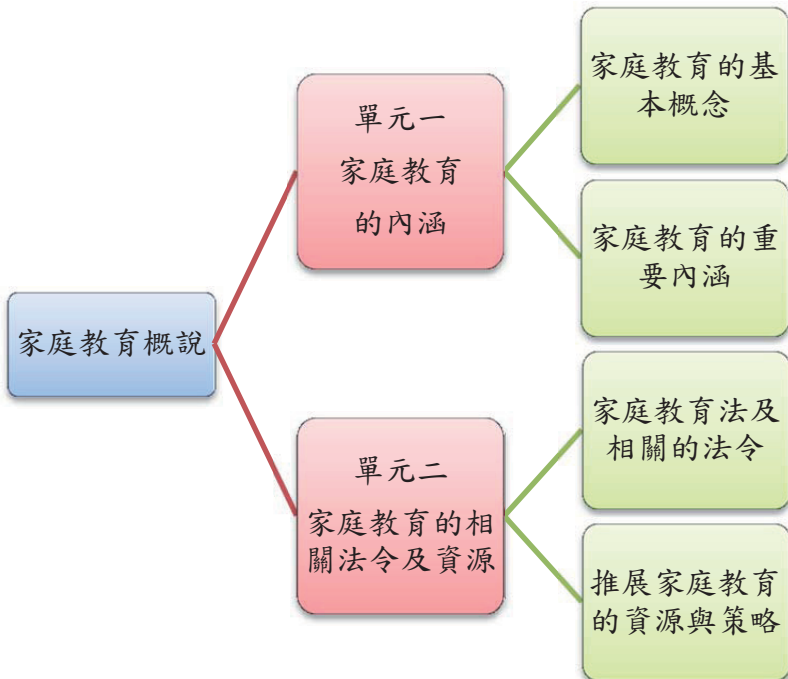 家庭教育概說
單元一
家庭教育
的內涵
家庭教育的基
本概念
家庭教育的重
要內涵
單元二
家庭教育的相
關法令及資源
家庭教育法及
相關的法令
推展家庭教育
的資源與策略